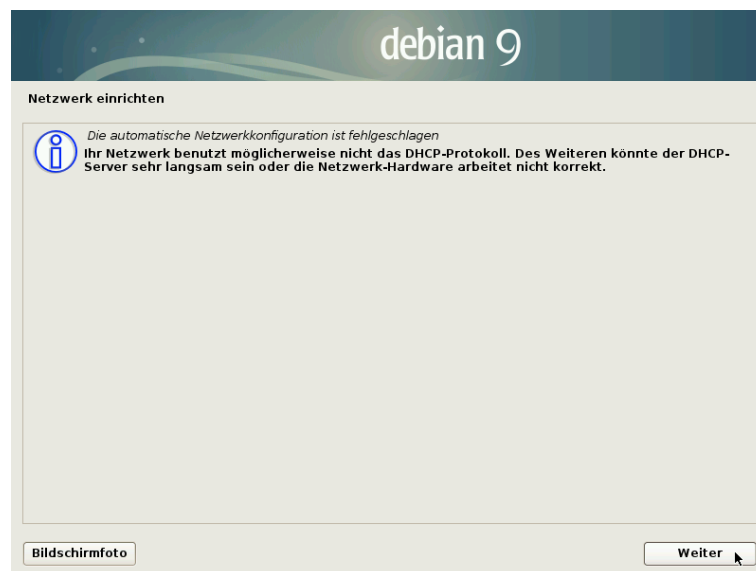 debian 9
Netzwerk einrichten
Die automatische Netzwerkkonfiguration ist fehlgeschlagen
Ihr Netzwerk benutzt möglicherweise nicht das DHCP-Protokoll. Des Weiteren könnte der DHCP-
Server sehr langsam sein oder die Netzwerk-Hardware arbeitet nicht korrekt.
Bildschirmfoto
Weiter